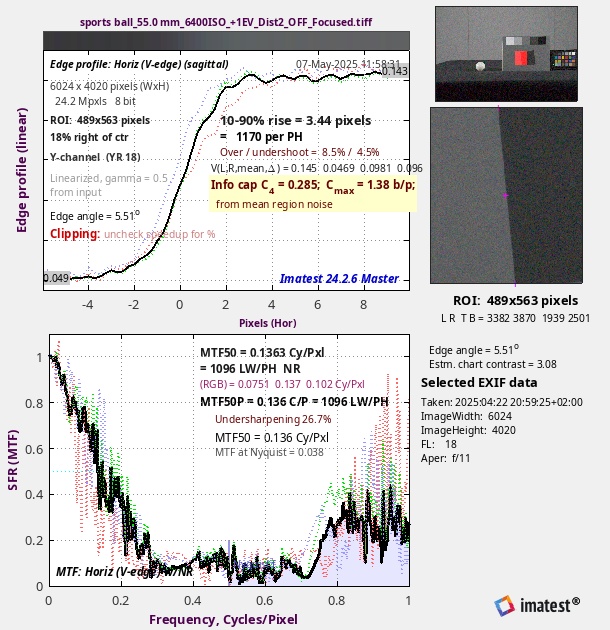 sports ball_55.0 mm_6400ISO_+1EV_Dist2_OFF_Focused.tiff
Edge profile: Horiz (V-edge) (sagittal)
07-May-2025 11:58:31
0.143
6024 x 4020 pixels (WxH)
24.2 Mpxls 8 bit
ROI: 489x563 pixels
18% right of ctr
Y-channel (YR 18)
Linearized, gamma = 0.5,
from input
Edge angle = 5.51°
Clipping: uncheck speedup for %
10-90% rise = 3.44 pixels
= 1170 per PH
Over / undershoot = 8.5% / 4.5%
V(L,R,mean,△) = 0.145 0.0469 0.0981 0.096
Info cap C4 = 0.285; Cmax = 1.38 b/p;
from mean region noise
0.049
Imatest 24.2.6 Master
Edge profile (linear)
-4 -2 0 2 4 6 8
Pixels (Hor)
ROI: 489x563 pixels
L R T B = 3382 3870 1939 2501
Edge angle = 5.51°
Estm. chart contrast = 3.08
Selected EXIF data
Taken: 2025:04:22 20:59:25+02:00
ImageWidth: 6024
ImageHeight: 4020
FL: 18
Aper: f/11
MTF50 = 0.1363 Cy/Pxl
= 1096 LW/PH NR
(RGB) = 0.0751 0.137 0.102 Cy/Pxl
MTF50P = 0.136 C/P = 1096 LW/PH
Undersharpening 26.7%
MTF50 = 0.136 Cy/Pxl
MTF at Nyquist = 0.038
SFR (MTF)
1
0.8
0.6
0.4
0.2
0
MTF: Horiz (V-edge) LW/NR
0 0.2 0.4 0.6 0.8 1
Frequency, Cycles/Pixel
imatest®